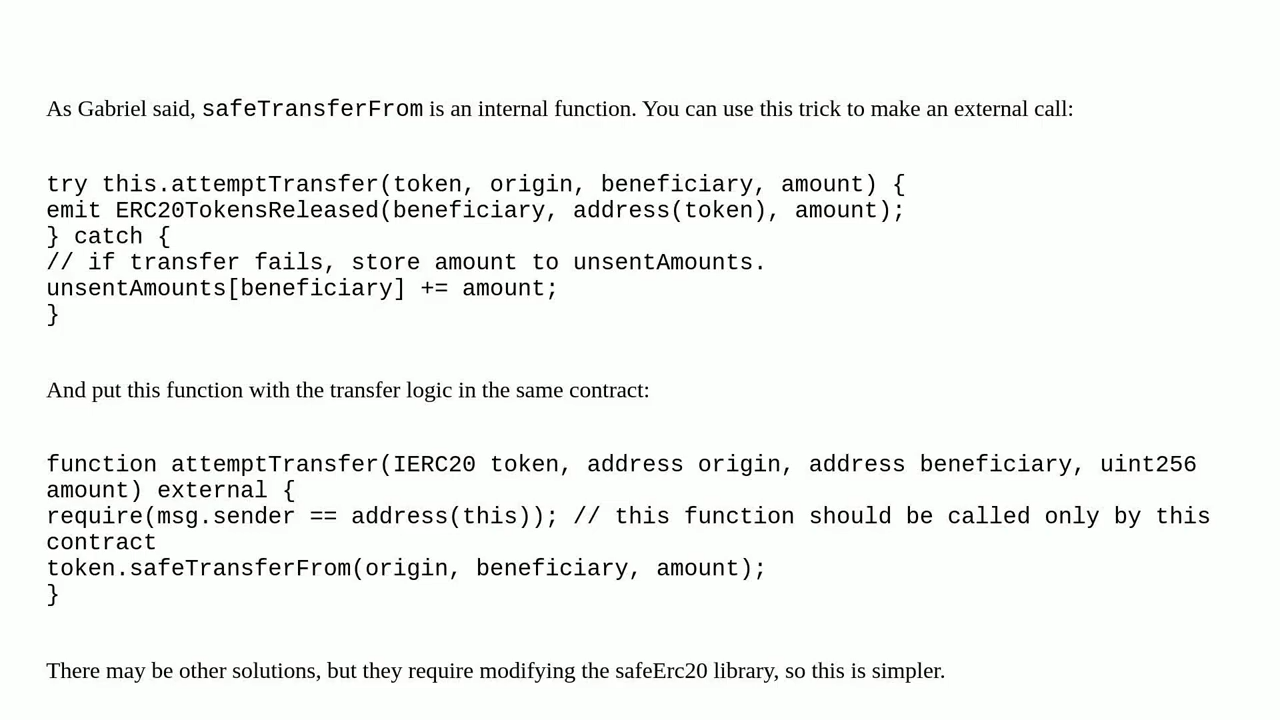 As Gabriel said, safeTransferFrom is an internal function. You can use this trick to make an external call:
try this.attemptTransfer(token, origin, beneficiary, amount) {
emit ERC20TokensReleased(beneficiary, address(token), amount);
} catch {
// if transfer fails, store amount to unsentAmounts.
unsentAmounts[beneficiary] += amount;
}
And put this function with the transfer logic in the same contract:
function attemptTransfer(IERC20 token, address origin, address beneficiary, uint256
amount) external {
require(msg.sender == address(this)); // this function should be called only by this
contract
token.safeTransferFrom(origin, beneficiary, amount);
}
There may be other solutions, but they require modifying the safeErc20 library, so this is simpler.